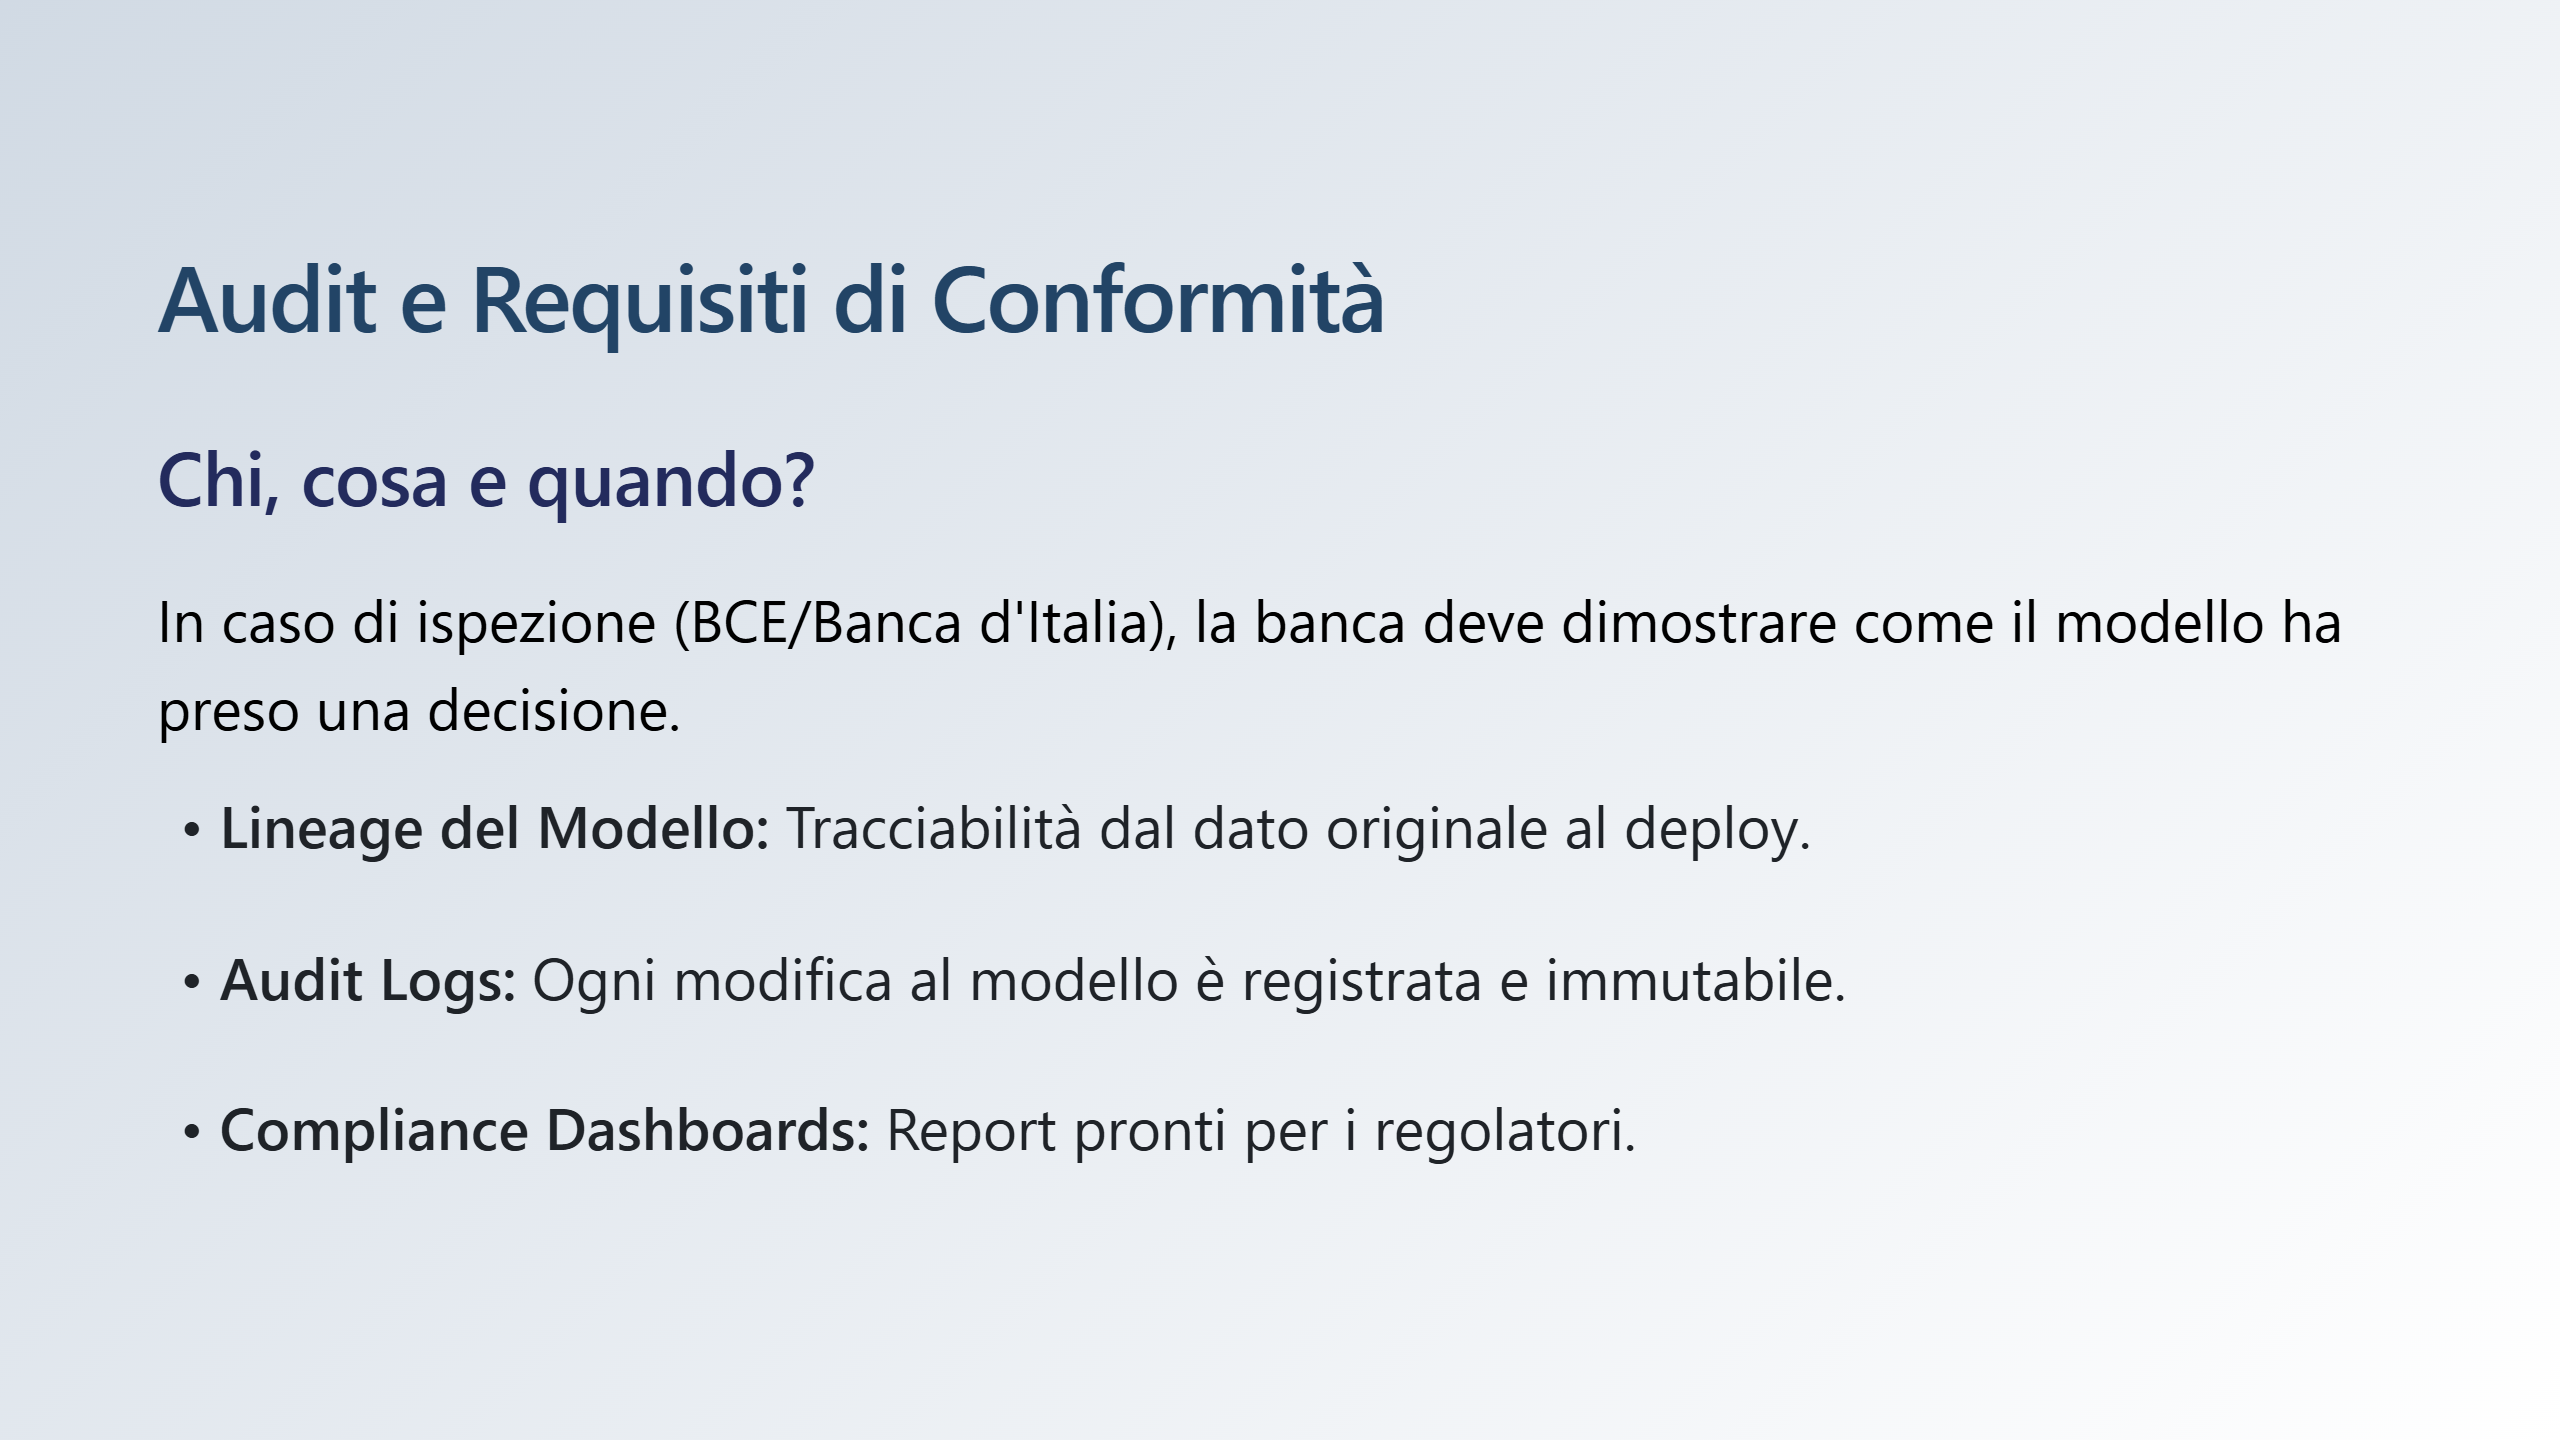 Audit e Requisiti di Conformità
Chi, cosa e quando?
In caso di ispezione (BCE/Banca d'Italia), la banca deve dimostrare come il modello ha
preso una decisione.
• Lineage del Modello: Tracciabilità dal dato originale al deploy.
• Audit Logs: Ogni modifica al modello è registrata e immutabile.
• Compliance Dashboards: Report pronti per i regolatori.